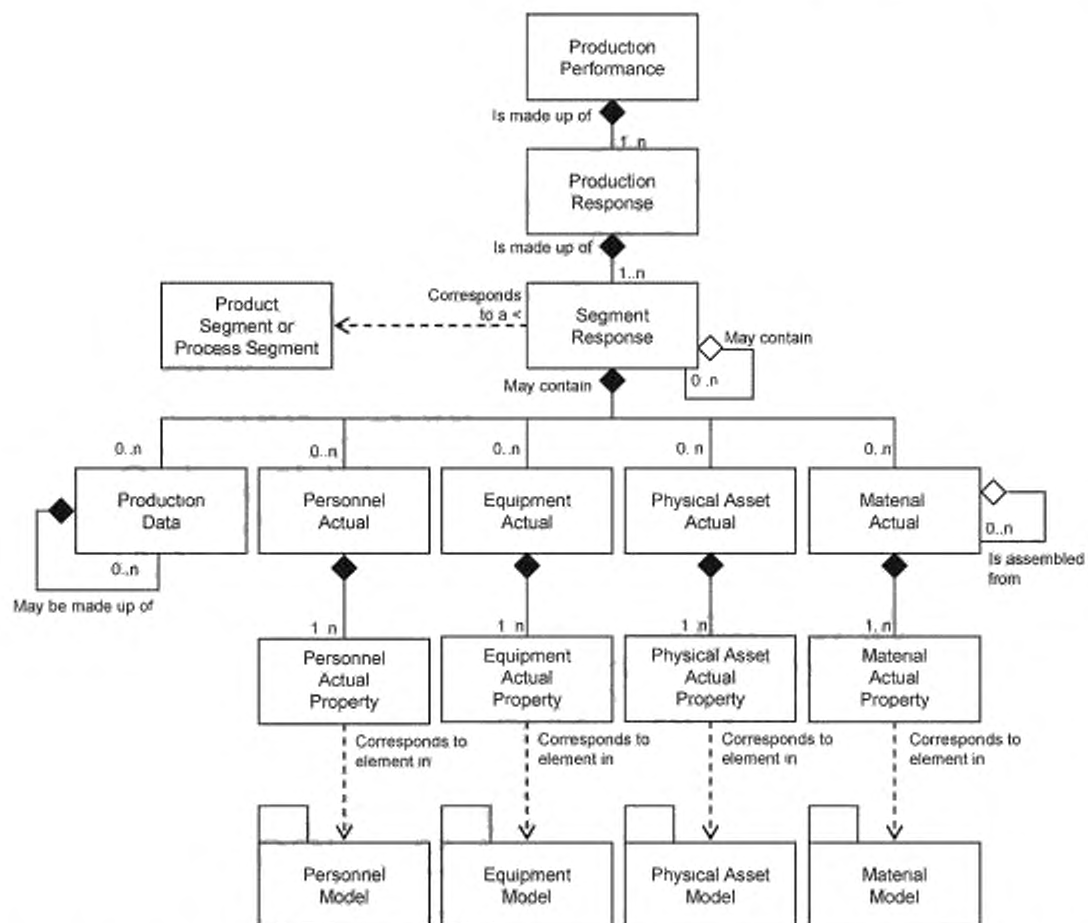 Production
Performance
Is made up of
1..n
Production
Response
Is made up of
1..n
Product
Segment or
Process Segment
Corresponds
to a <
Segment
Response
May contain
0..n
May contain
0..n
0..n
0..n
0..n
0..n
Production
Data
Personnel
Actual
Equipment
Actual
Physical Asset
Actual
Material
Actual
0..n
Is assembled
from
0..n
May be made up of
1..n
1..n
1..n
1..n
Personnel
Actual
Property
Equipment
Actual
Property
Physical Asset
Actual
Property
Material
Actual
Property
Corresponds to
element in
Corresponds to
element in
Corresponds to
element in
Corresponds to
element in
Personnel
Model
Equipment
Model
Physical Asset
Model
Material
Model